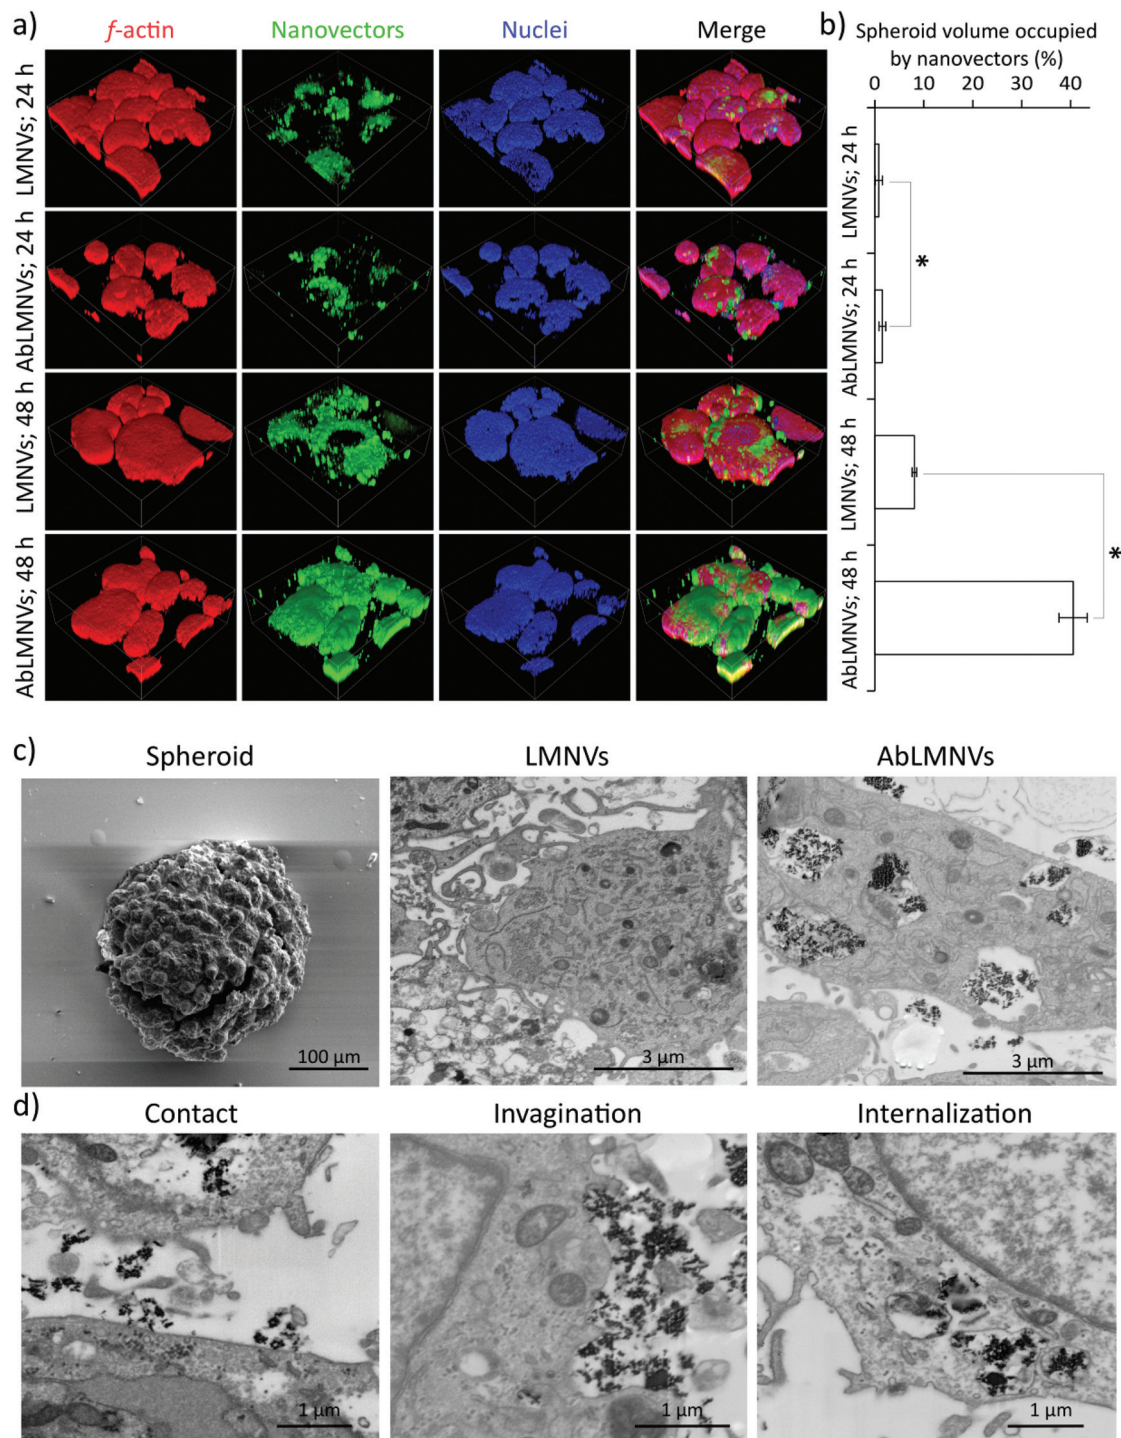 a)
f-actin
Nanovectors
Nuclei
Merge
LMNVs; 24 h
AbLMNVs; 24 h
LMNVs; 48 h
AbLMNVs; 48 h
b)
Spheroid volume occupied
by nanovectors (%)
0 10 20 30 40
LMNVs; 24 h
AbLMNVs; 24 h
LMNVs; 48 h
AbLMNVs; 48 h
*
*
c)
Spheroid
LMNVs
AbLMNVs
100 µm
3 µm
3 µm
d)
Contact
Invagination
Internalization
1 µm
1 µm
1 µm